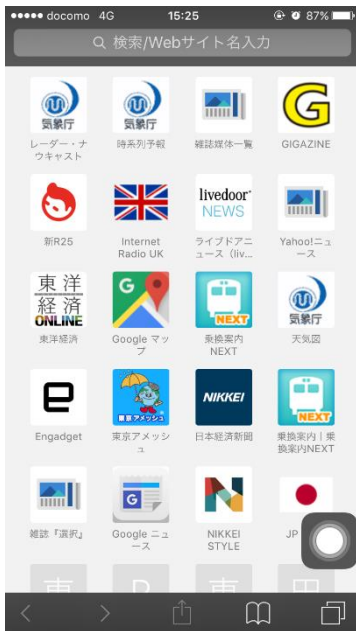 docomo 4G 15:25 87%
検索/Webサイト名入力
気象庁 気象庁 G
レーダー・ナウキャスト 時系列予報 雑誌媒体一覧 GIGAZINE
livedoor NEWS
新R25 Internet Radio UK ライブドアニュース（liv... Yahoo!ニュース
東洋経済 ONLINE G NEXT 気象庁
東洋経済 Google マップ 乗換案内NEXT 天気図
e 東京アメッシュ NIKKEI NEXT
Engadget 東京アメッシュ 日本経済新聞 乗換案内｜乗換案内NEXT
G N
雑誌『選択』 Google ニュース NIKKEI STYLE JP
東 D 東 田